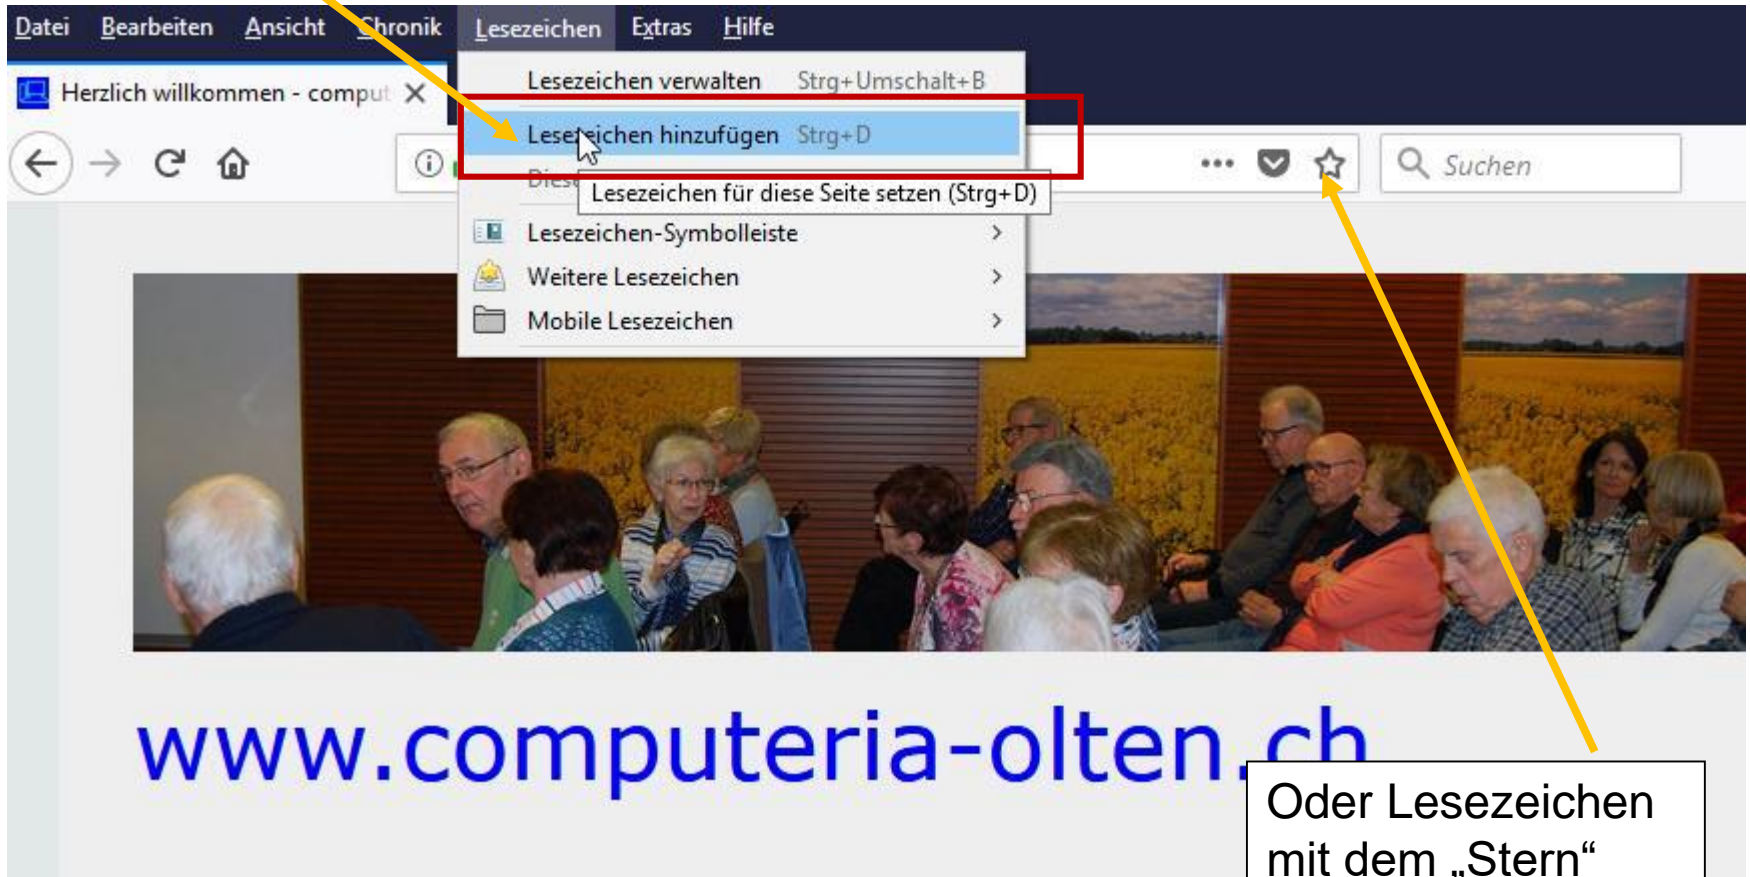 Datei Bearbeiten Ansicht Chronik Lesezeichen Extras Hilfe
Herzlich willkommen - comput
Lesezeichen verwalten Strg+Umschalt+B
Lesezeichen hinzufügen Strg+D
Diese
Lesezeichen für diese Seite setzen (Strg+D)
Suchen
Lesezeichen-Symbolleiste
Weitere Lesezeichen
Mobile Lesezeichen
www.computeria-olten.ch
Oder Lesezeichen
mit dem „Stern“